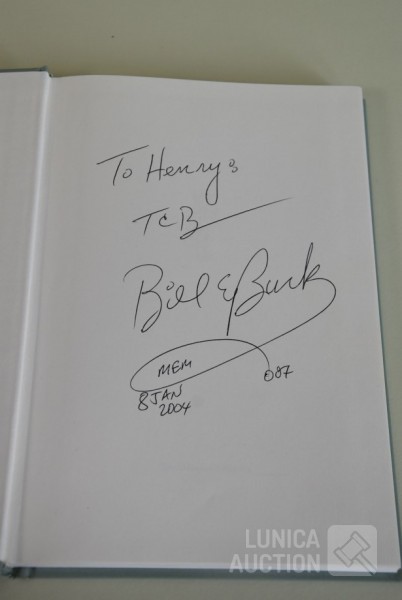 To Henry:
TCB
Bill E Burk
MEM
087
8 JAN
2004
LUNICA
AUCTION